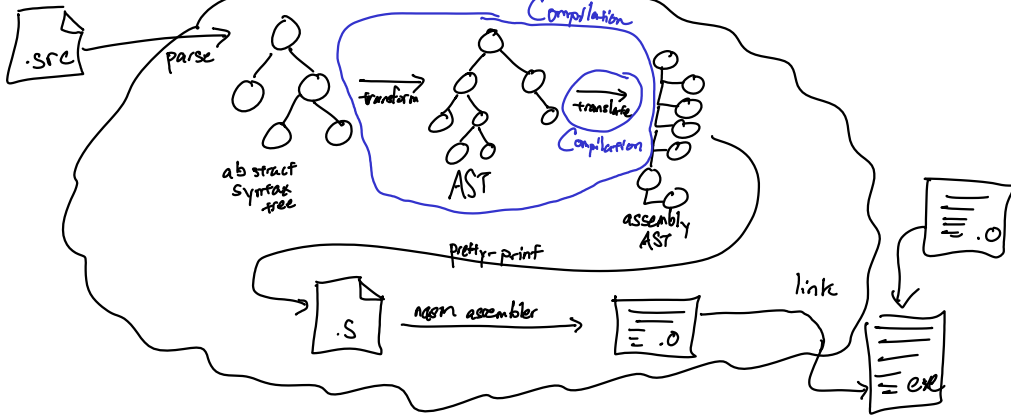 Compilation
.src
parse
transform
translate
Compilation
abstract
syntax
tree
AST
assembly
AST
pretty-print
.o
link
.s
nasm assembler
.o
exe